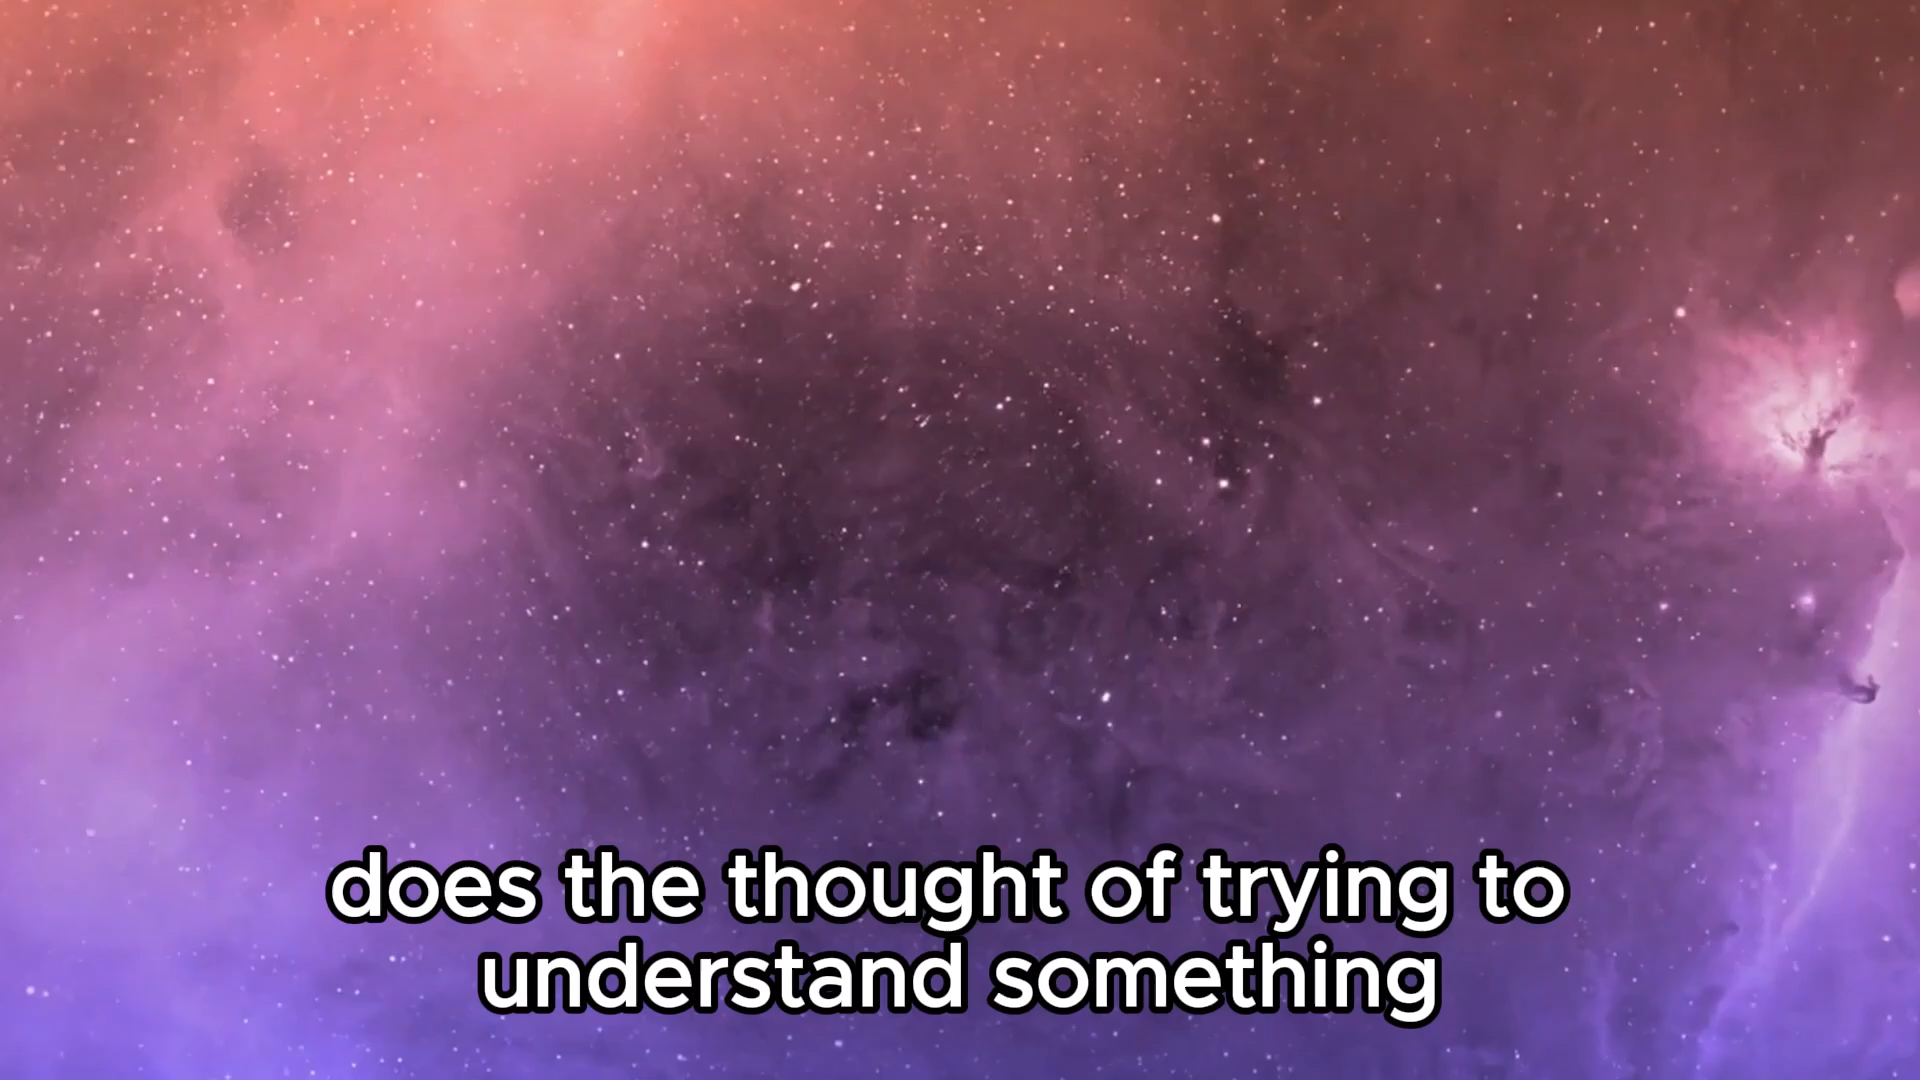 does the thought of trying to
understand something